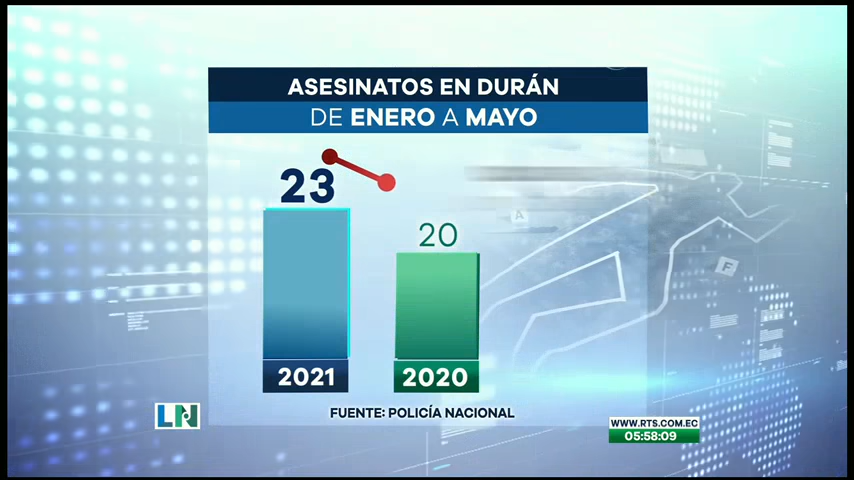 ASESINATOS EN DURÁN
DE ENERO A MAYO
23
20
A
F
2021
2020
FUENTE: POLICÍA NACIONAL
LN
WWW.RTS.COM.EC
05:58:09